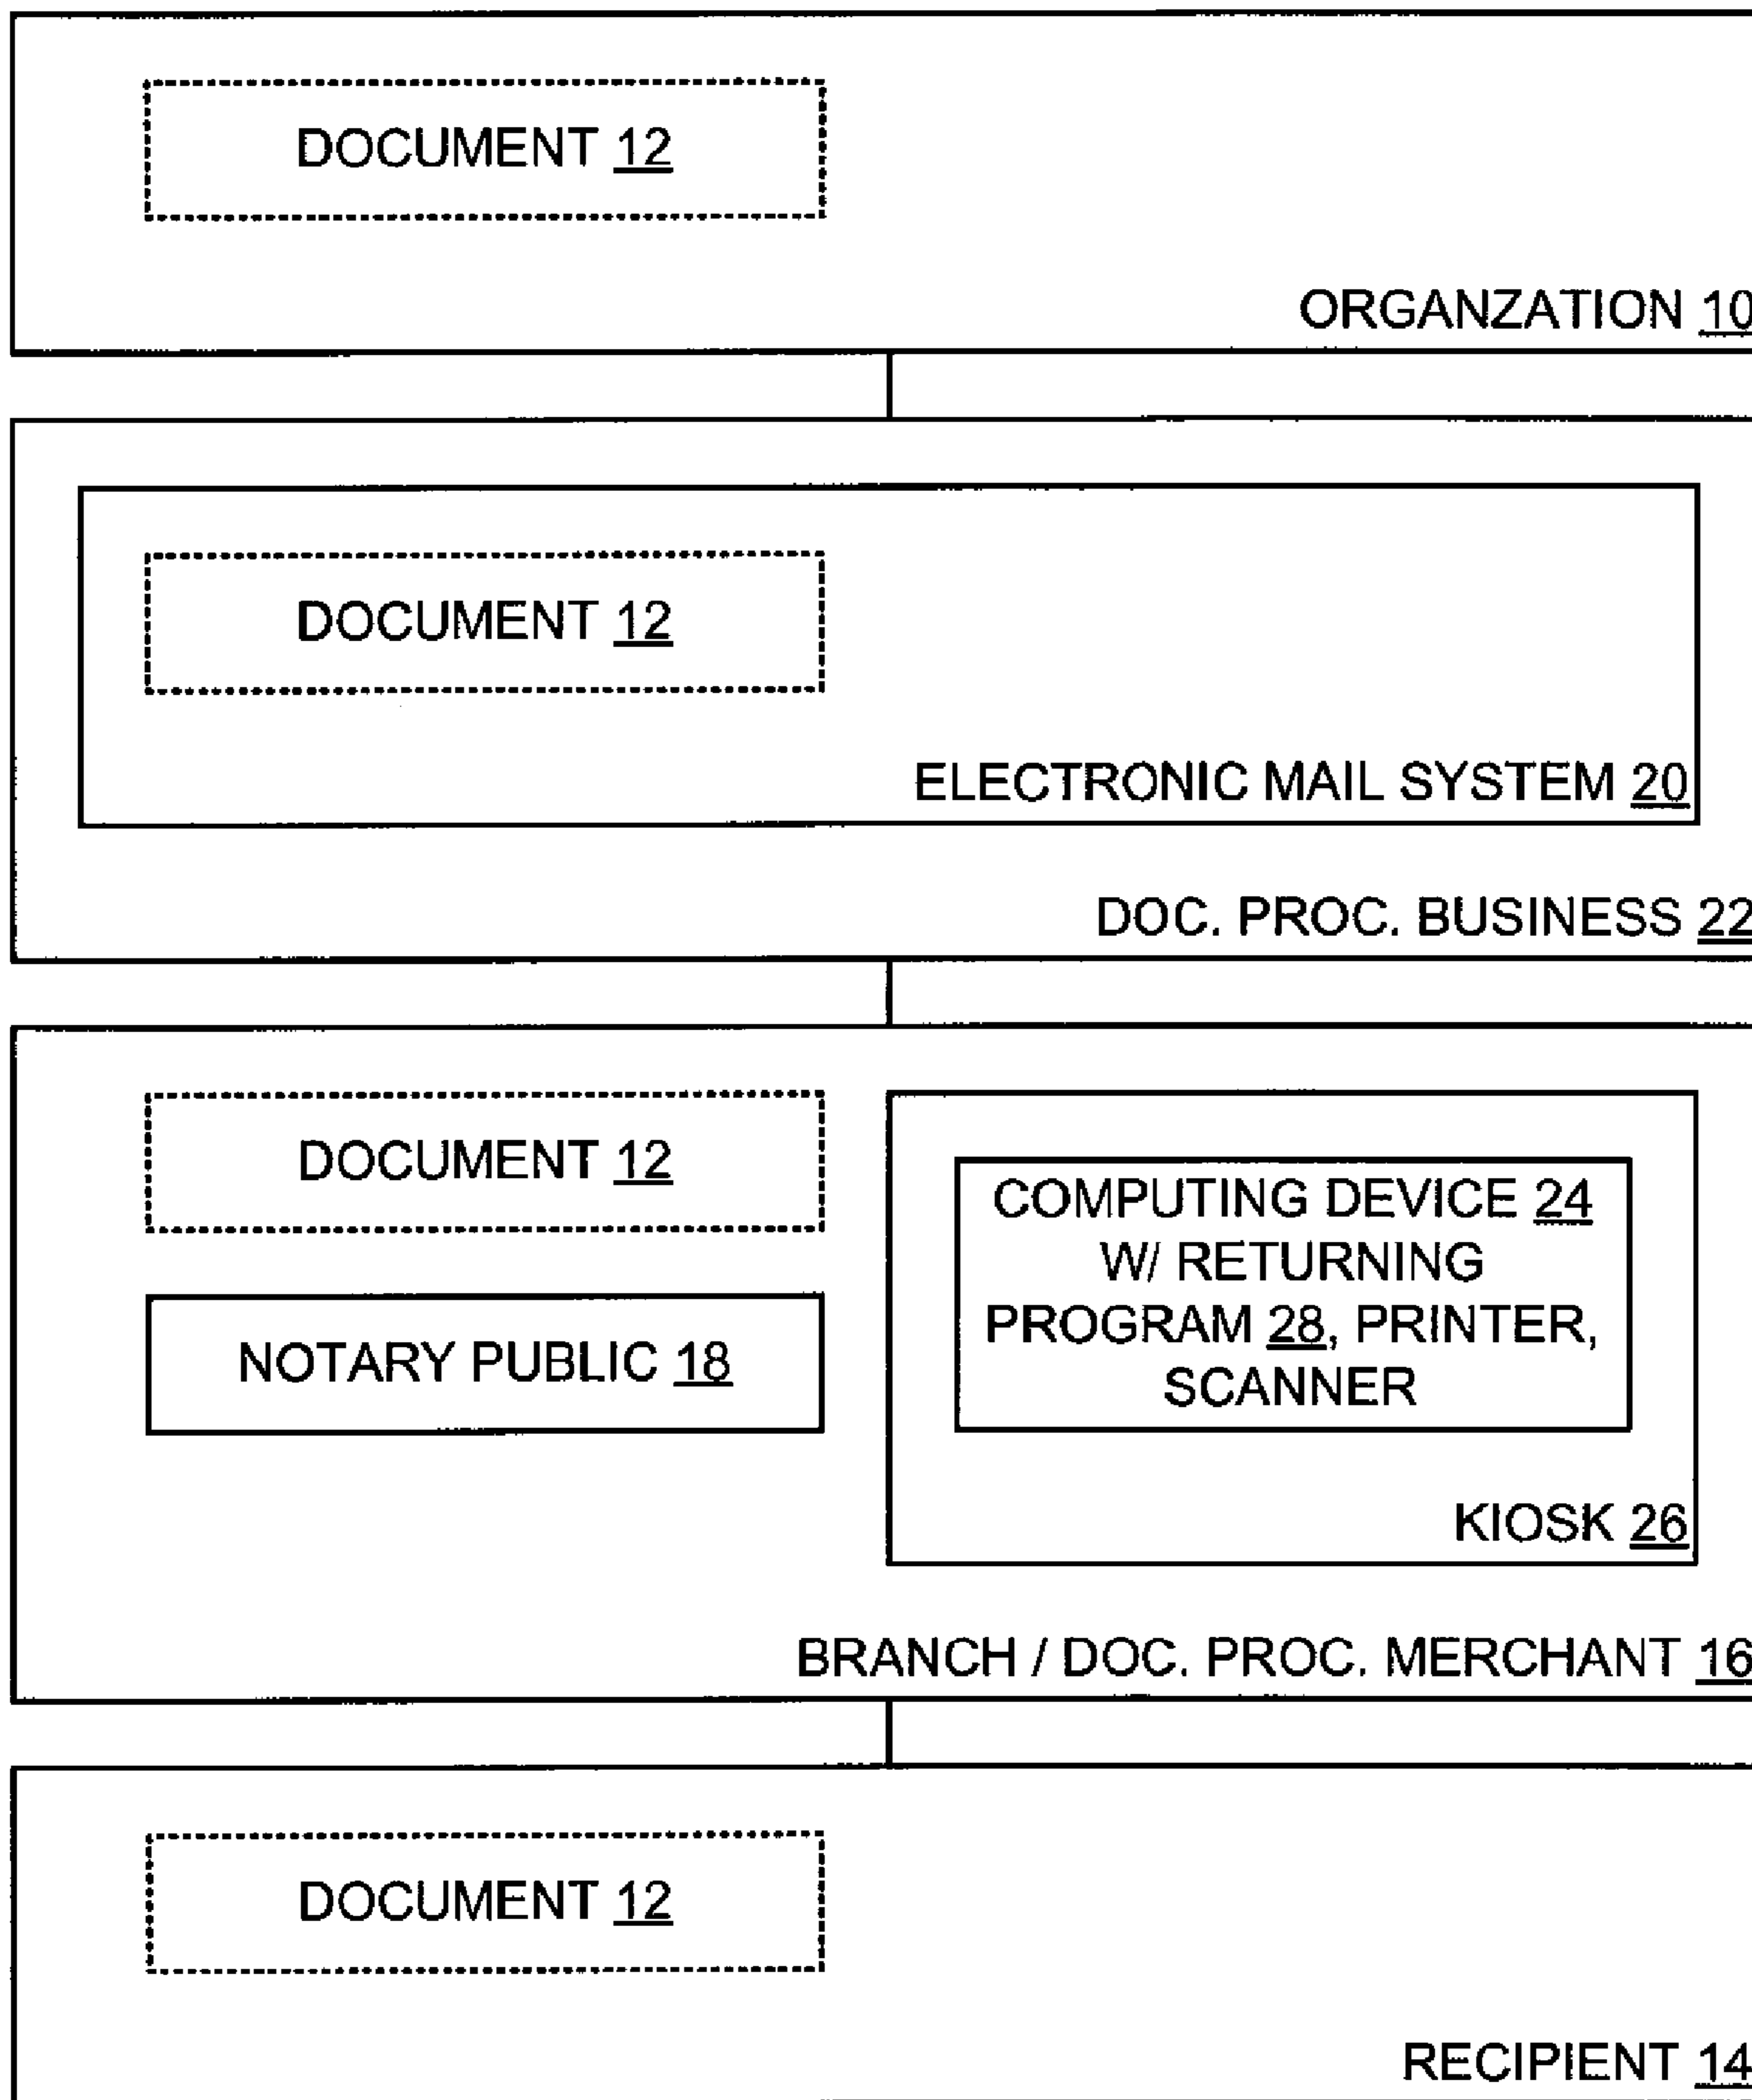 DOCUMENT 12
ORGANZATION 10
DOCUMENT 12
ELECTRONIC MAIL SYSTEM 20
DOC. PROC. BUSINESS 22
DOCUMENT 12
NOTARY PUBLIC 18
COMPUTING DEVICE 24
W/ RETURNING
PROGRAM 28, PRINTER,
SCANNER
KIOSK 26
BRANCH / DOC. PROC. MERCHANT 16
DOCUMENT 12
RECIPIENT 14